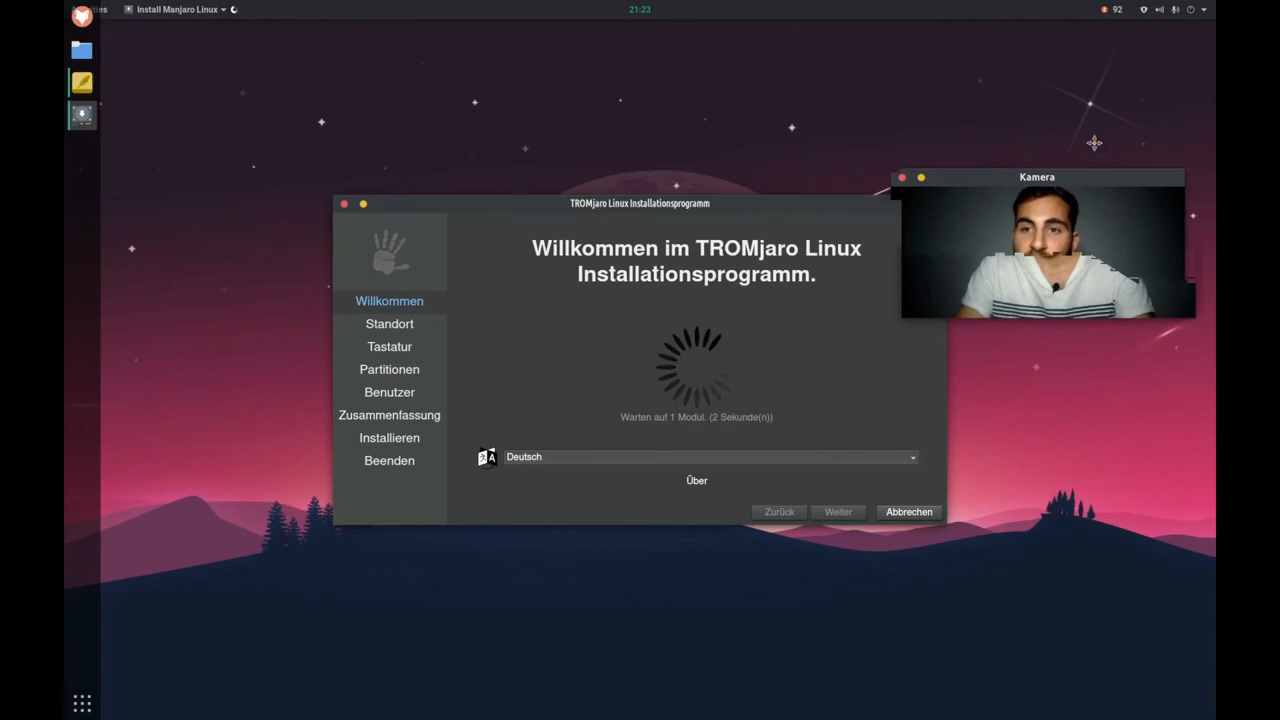 Install Manjaro Linux
21:23
92
Kamera
TROMjaro Linux Installationsprogramm
Willkommen im TROMjaro Linux
Installationsprogramm.
Willkommen
Standort
Tastatur
Partitionen
Benutzer
Zusammenfassung
Installieren
Beenden
Warten auf 1 Modul. (2 Sekunde(n))
Deutsch
Über
Zurück
Weiter
Abbrechen